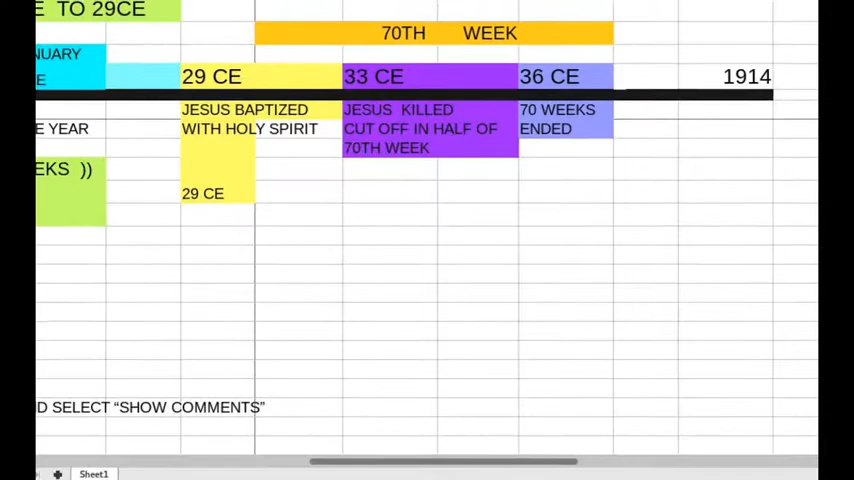 E TO 29CE
70TH WEEK
NUARY
E
29 CE
33 CE
36 CE
1914
JESUS BAPTIZED
WITH HOLY SPIRIT
JESUS KILLED
CUT OFF IN HALF OF
70TH WEEK
70 WEEKS
ENDED
E YEAR
EKS ))
29 CE
D SELECT “SHOW COMMENTS”
Sheet1